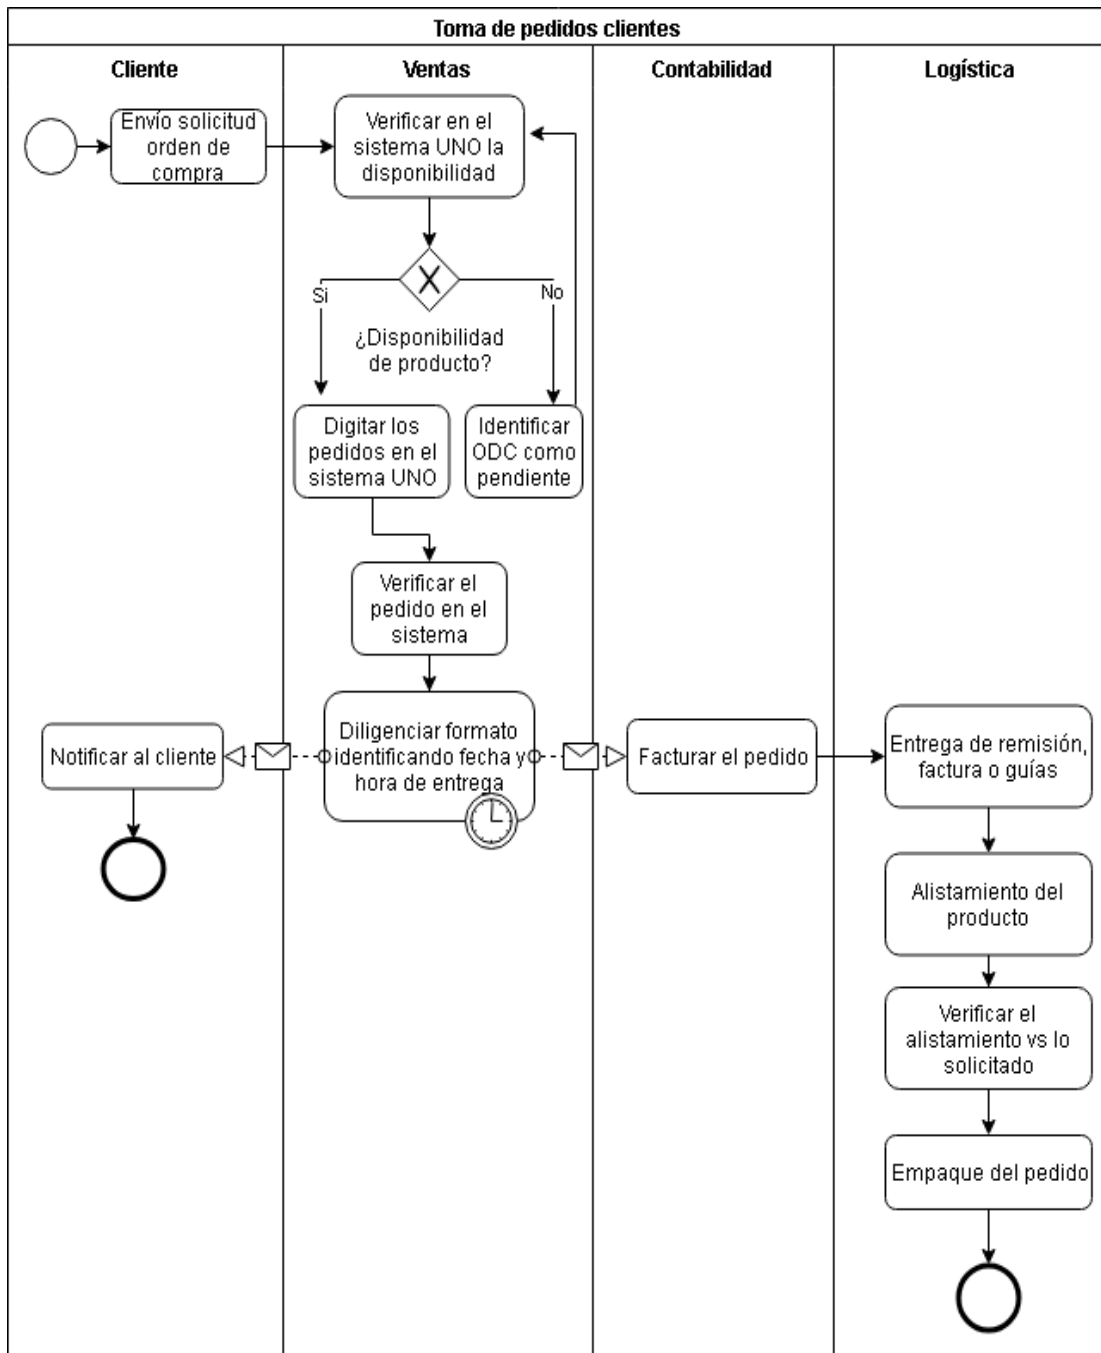 Toma de pedidos clientes
Cliente
Ventas
Contabilidad
Logística
Envío solicitud
orden de
compra
Verificar en el
sistema UNO la
disponibilidad
X
Si
No
¿Disponibilidad
de producto?
Digitar los
pedidos en el
sistema UNO
Identificar
ODC como
pendiente
Verificar el
pedido en el
sistema
Notificar al cliente
Diligenciar formato
identificando fecha y
hora de entrega
Facturar el pedido
Entrega de remisión,
factura o guías
Alistamiento del
producto
Verificar el
alistamiento vs lo
solicitado
Empaque del pedido